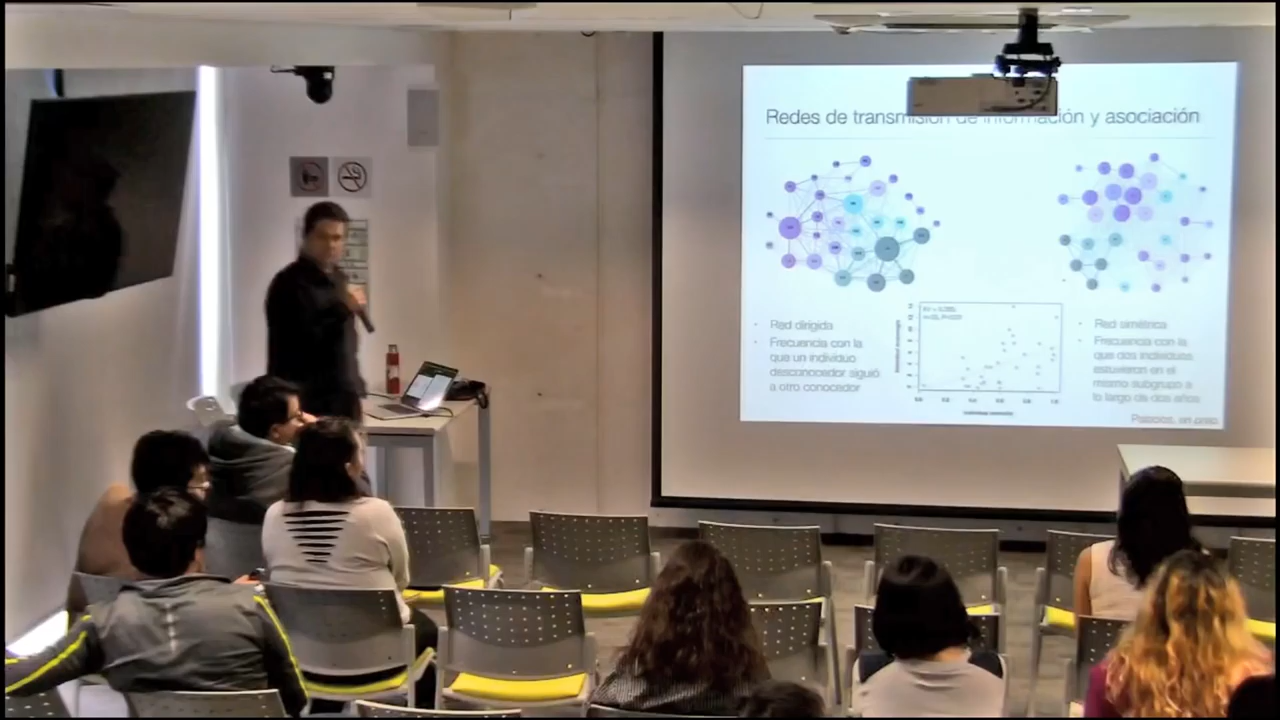 Redes de transmisión de información y asociación
Red dirigida
Frecuencia con la
que un individuo
desconocedor siguió
a otro conocedor
Red simétrica
Frecuencia con la
que dos individuos
estuvieron en el
mismo subgrupo a
lo largo de dos años
Palacios, en prep.